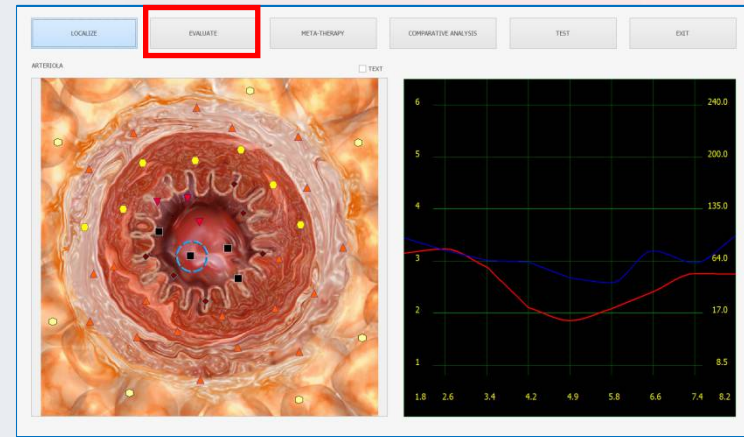 LOCALIZE EVALUATE META-THERAPY COMPARATIVE ANALYSIS TEST EXIT
ARTERIOLA TEXT
6 240.0
5 200.0
4 135.0
3 64.0
2 17.0
1 8.5
1.8 2.6 3.4 4.2 4.9 5.8 6.6 7.4 8.2